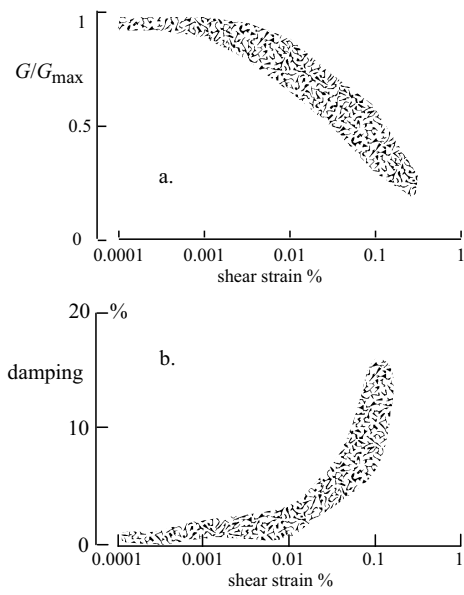 1
G/Gmax
0.5
a.
0
0.0001 0.001 0.01 0.1 1
shear strain %
20 %
b.
damping
10
0
0.0001 0.001 0.01 0.1 1
shear strain %